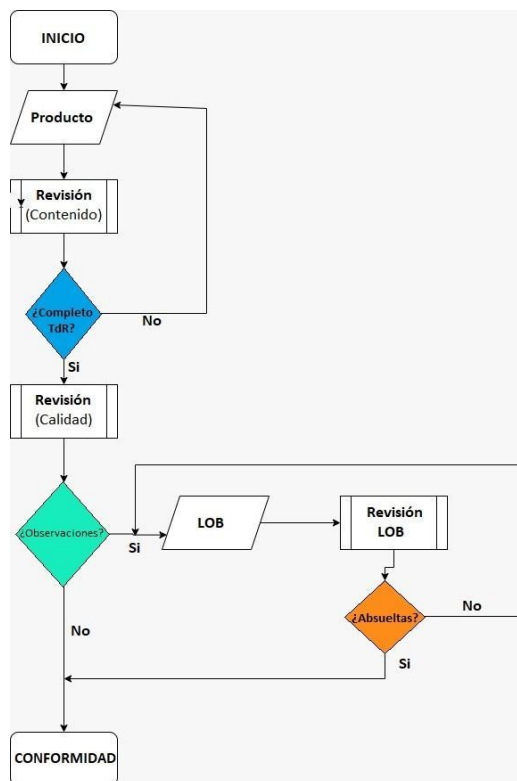 INICIO
Producto
Revisión
(Contenido)
¿Completo
TdR?
No
Si
Revisión
(Calidad)
¿Observaciones?
Si
LOB
Revisión
LOB
¿Absueltas?
No
Si
No
CONFORMIDAD